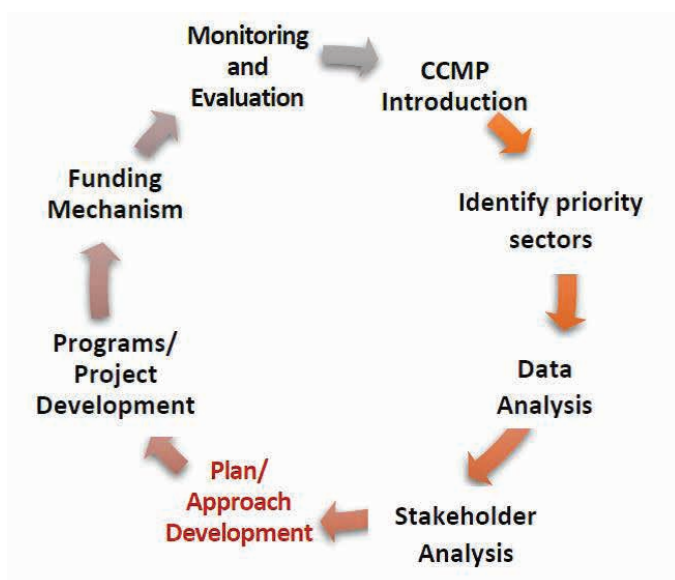 Monitoring
and
Evaluation
CCMP
Introduction
Identify priority
sectors
Data
Analysis
Stakeholder
Analysis
Plan/
Approach
Development
Programs/
Project
Development
Funding
Mechanism